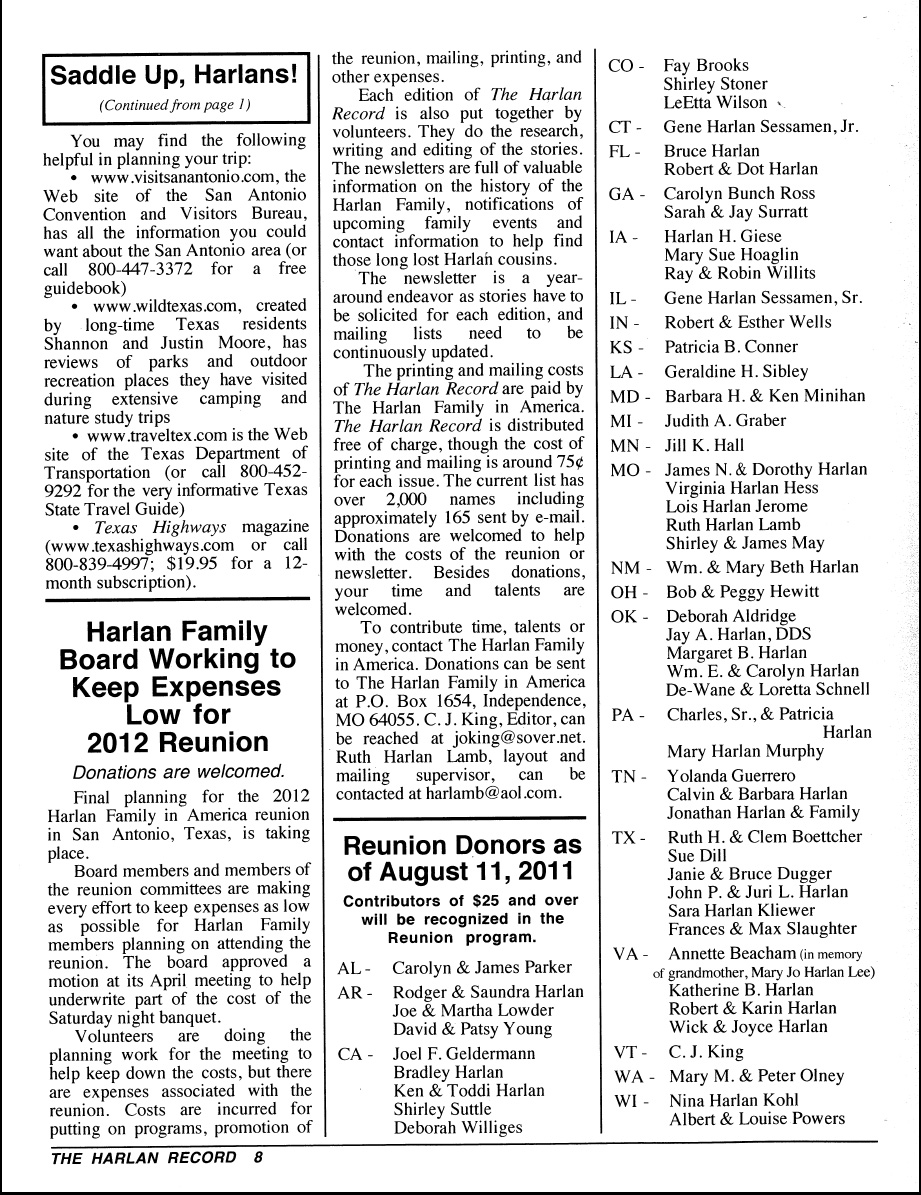 Saddle Up, Harlans!
(Continued from page 1)
You may find the following
helpful in planning your trip:
• www.visitsanantonio.com, the
Web site of the San Antonio
Convention and Visitors Bureau,
has all the information you could
want about the San Antonio area (or
call 800-447-3372 for a free
guidebook)
• www.wildtexas.com, created
by long-time Texas residents
Shannon and Justin Moore, has
reviews of parks and outdoor
recreation places they have visited
during extensive camping and
nature study trips
• www.traveltex.com is the Web
site of the Texas Department of
Transportation (or call 800-452-
9292 for the very informative Texas
State Travel Guide)
• Texas Highways magazine
(www.texashighways.com or call
800-839-4997; $19.95 for a 12-
month subscription).
Harlan Family
Board Working to
Keep Expenses
Low for
2012 Reunion
Donations are welcomed.
Final planning for the 2012
Harlan Family in America reunion
in San Antonio, Texas, is taking
place.
Board members and members of
the reunion committees are making
every effort to keep expenses as low
as possible for Harlan Family
members planning on attending the
reunion. The board approved a
motion at its April meeting to help
underwrite part of the cost of the
Saturday night banquet.
Volunteers are doing the
planning work for the meeting to
help keep down the costs, but there
are expenses associated with the
reunion. Costs are incurred for
putting on programs, promotion of
the reunion, mailing, printing, and
other expenses.
Each edition of The Harlan
Record is also put together by
volunteers. They do the research,
writing and editing of the stories.
The newsletters are full of valuable
information on the history of the
Harlan Family, notifications of
upcoming family events and
contact information to help find
those long lost Harlan cousins.
The newsletter is a year-
around endeavor as stories have to
be solicited for each edition, and
mailing lists need to be
continuously updated.
The printing and mailing costs
of The Harlan Record are paid by
The Harlan Family in America.
The Harlan Record is distributed
free of charge, though the cost of
printing and mailing is around 75¢
for each issue. The current list has
over 2,000 names including
approximately 165 sent by e-mail.
Donations are welcomed to help
with the costs of the reunion or
newsletter. Besides donations,
your time and talents are
welcomed.
To contribute time, talents or
money, contact The Harlan Family
in America. Donations can be sent
to The Harlan Family in America
at P.O. Box 1654, Independence,
MO 64055. C. J. King, Editor, can
be reached at joking@sover.net.
Ruth Harlan Lamb, layout and
mailing supervisor, can be
contacted at harlamb@aol.com.
Reunion Donors as
of August 11, 2011
Contributors of $25 and over
will be recognized in the
Reunion program.
AL - Carolyn & James Parker
AR - Rodger & Saundra Harlan
Joe & Martha Lowder
David & Patsy Young
CA - Joel F. Geldermann
Bradley Harlan
Ken & Toddi Harlan
Shirley Suttle
Deborah Williges
CO - Fay Brooks
Shirley Stoner
LeEtta Wilson
CT - Gene Harlan Sessamen, Jr.
FL - Bruce Harlan
Robert & Dot Harlan
GA - Carolyn Bunch Ross
Sarah & Jay Surratt
IA - Harlan H. Giese
Mary Sue Hoaglin
Ray & Robin Willits
IL - Gene Harlan Sessamen, Sr.
IN - Robert & Esther Wells
KS - Patricia B. Conner
LA - Geraldine H. Sibley
MD - Barbara H. & Ken Minihan
MI - Judith A. Graber
MN - Jill K. Hall
MO - James N. & Dorothy Harlan
Virginia Harlan Hess
Lois Harlan Jerome
Ruth Harlan Lamb
Shirley & James May
NM - Wm. & Mary Beth Harlan
OH - Bob & Peggy Hewitt
OK - Deborah Aldridge
Jay A. Harlan, DDS
Margaret B. Harlan
Wm. E. & Carolyn Harlan
De-Wane & Loretta Schnell
PA - Charles, Sr., & Patricia
Harlan
Mary Harlan Murphy
TN - Yolanda Guerrero
Calvin & Barbara Harlan
Jonathan Harlan & Family
TX - Ruth H. & Clem Boettcher
Sue Dill
Janie & Bruce Dugger
John P. & Juri L. Harlan
Sara Harlan Kliewer
Frances & Max Slaughter
VA - Annette Beacham (in memory
of grandmother, Mary Jo Harlan Lee)
Katherine B. Harlan
Robert & Karin Harlan
Wick & Joyce Harlan
VT - C. J. King
WA - Mary M. & Peter Olney
WI - Nina Harlan Kohl
Albert & Louise Powers
THE HARLAN RECORD 8